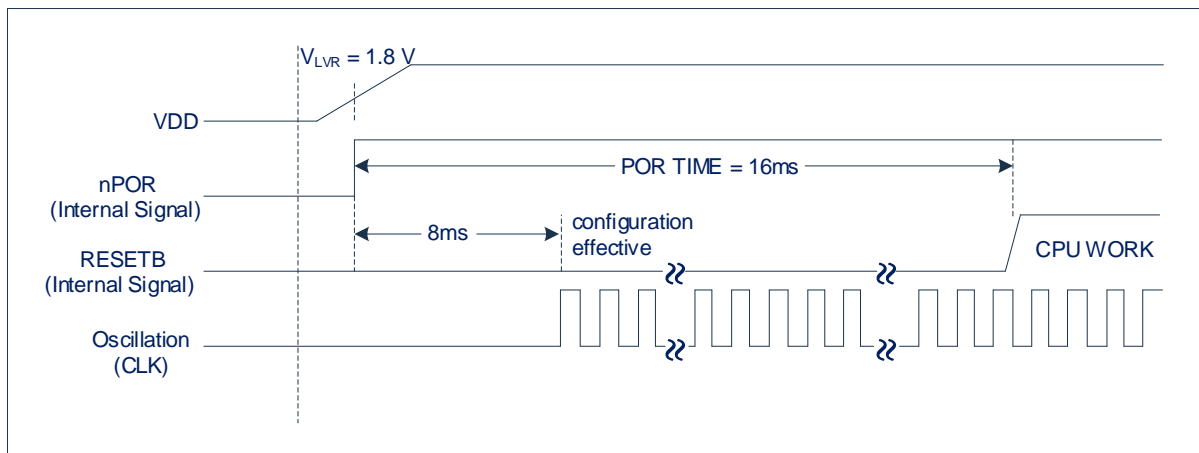 VLVR = 1.8 V
VDD
POR TIME = 16ms
nPOR
(Internal Signal)
8ms
configuration
effective
RESETB
(Internal Signal)
CPU WORK
Oscillation
(CLK)